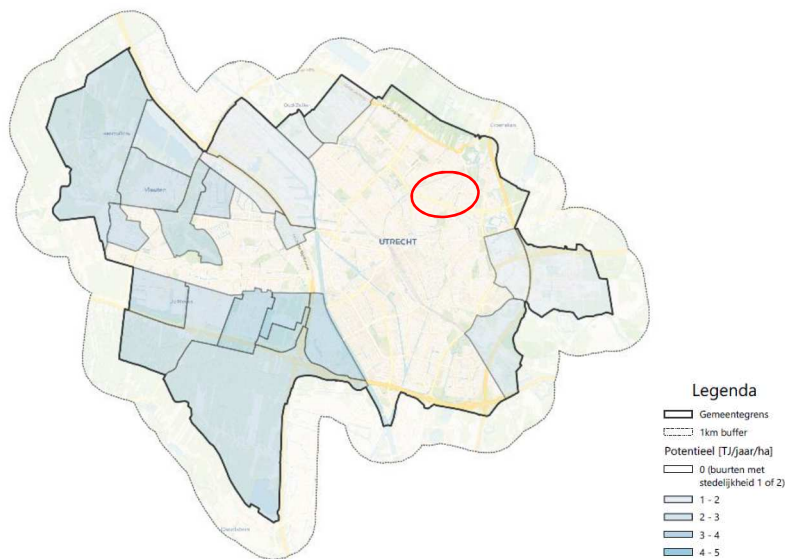 Vleuten
UTRECHT
Legenda
Gemeentegrens
1km buffer
Potentieel [TJ/jaar/ha]
0 (buurten met
stedelijkheid 1 of 2)
1 - 2
2 - 3
3 - 4
4 - 5